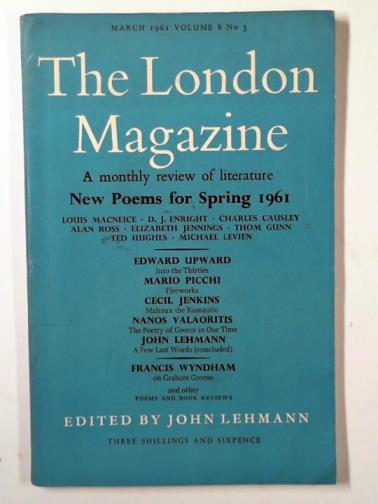 MARCH 1961 VOLUME 8 No 3
The London
Magazine
A monthly review of literature
New Poems for Spring 1961
LOUIS MACNEICE · D. J. ENRIGHT · CHARLES CAUSLEY
ALAN ROSS · ELIZABETH JENNINGS · THOM GUNN
TED HUGHES · MICHAEL LEVIEN
EDWARD UPWARD
Into the Thirties
MARIO PICCHI
Fireworks
CECIL JENKINS
Malraux the Romantic
NANOS VALAORITIS
The Poetry of Greece in Our Time
JOHN LEHMANN
A Few Last Words (concluded)
FRANCIS WYNDHAM
on Graham Greene
and other
POEMS AND BOOK REVIEWS
EDITED BY JOHN LEHMANN
THREE SHILLINGS AND SIXPENCE